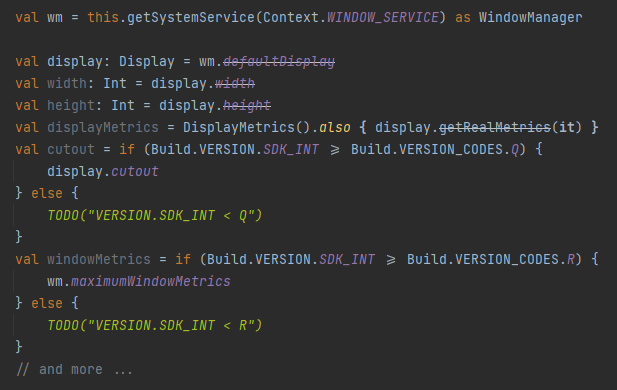 val wm = this.getSystemService(Context.WINDOW_SERVICE) as WindowManager
val display: Display = wm.defaultDisplay
val width: Int = display.width
val height: Int = display.height
val displayMetrics = DisplayMetrics().also { display.getRealMetrics(it) }
val cutout = if (Build.VERSION.SDK_INT ≥ Build.VERSION_CODES.Q) {
display.cutout
} else {
TODO("VERSION.SDK_INT < Q")
}
val windowMetrics = if (Build.VERSION.SDK_INT ≥ Build.VERSION_CODES.R) {
wm.maximumWindowMetrics
} else {
TODO("VERSION.SDK_INT < R")
}
// and more ...